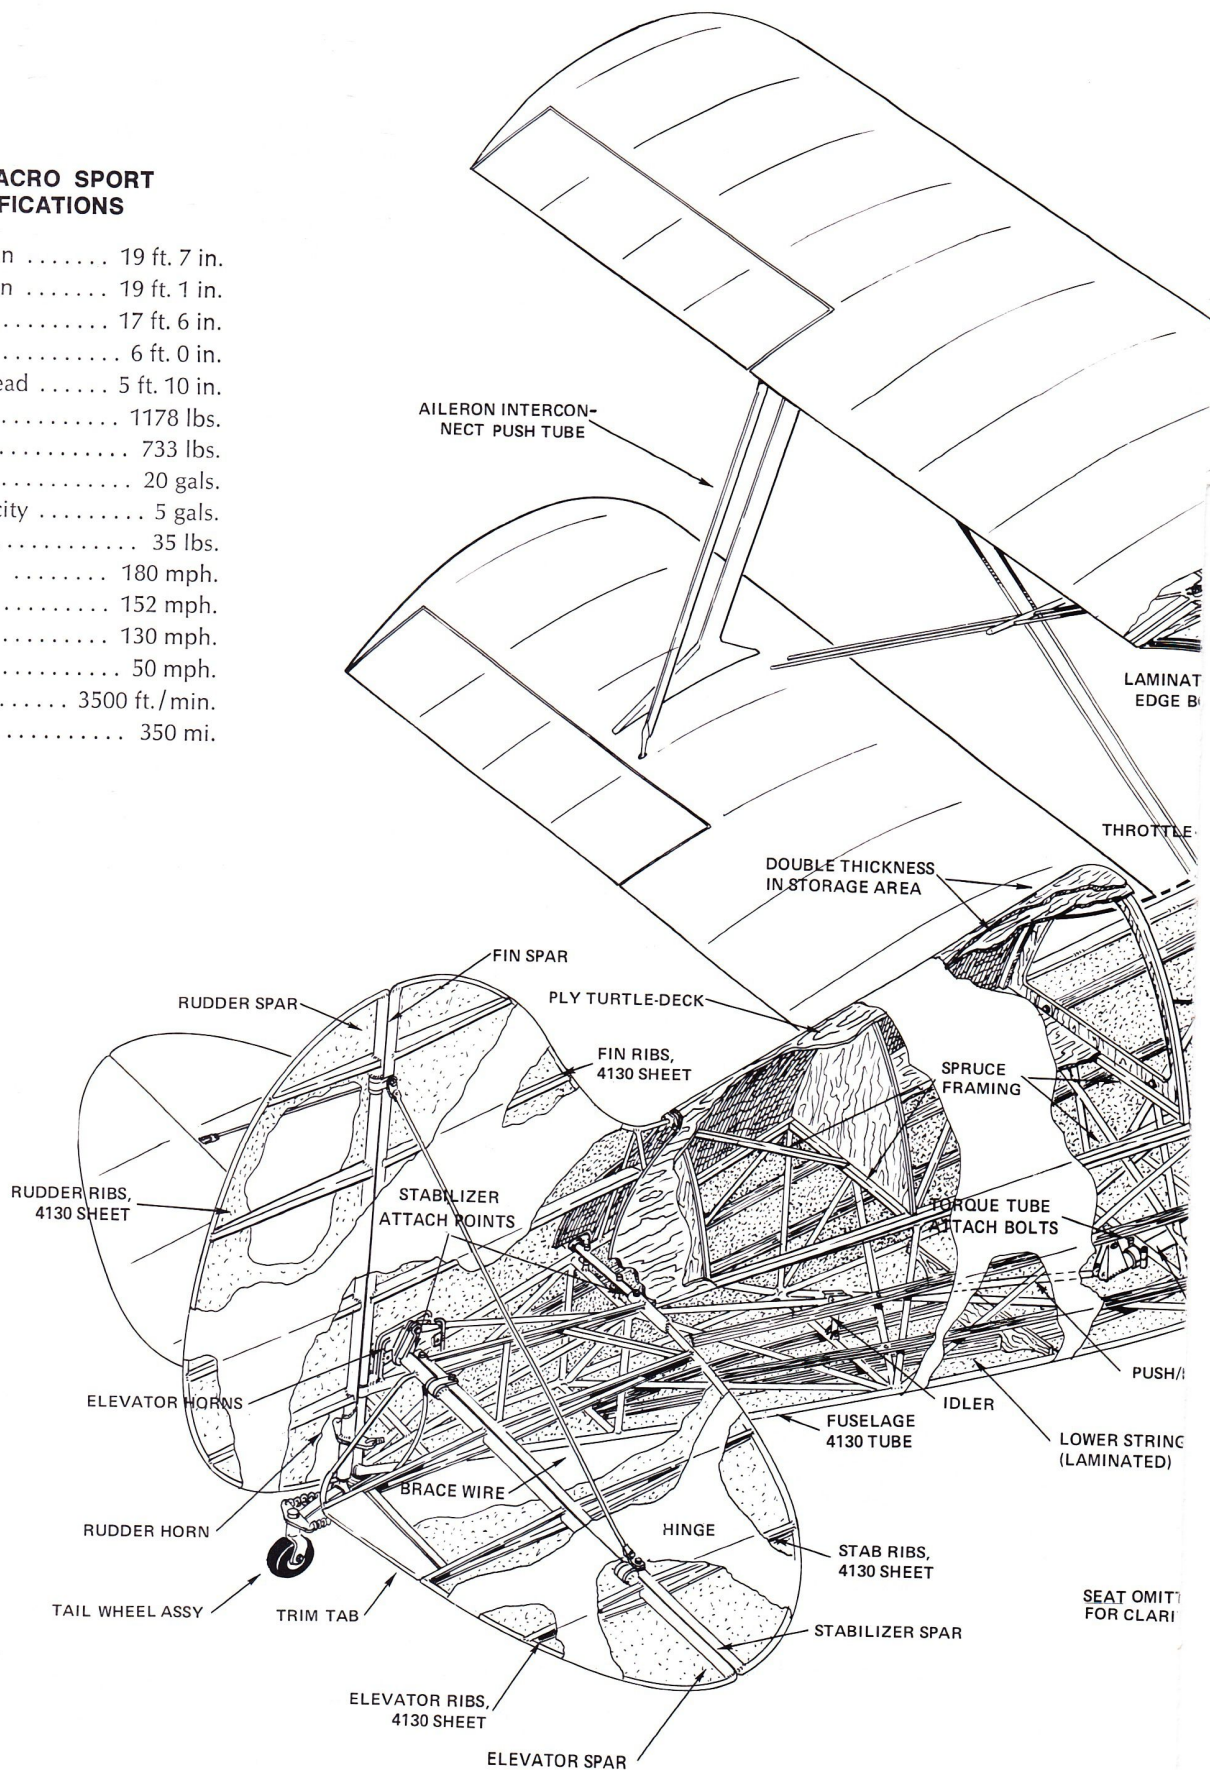 ACRO SPORT
FICATIONS
n ....... 19 ft. 7 in.
n ....... 19 ft. 1 in.
......... 17 ft. 6 in.
.......... 6 ft. 0 in.
ead ...... 5 ft. 10 in.
.......... 1178 lbs.
........... 733 lbs.
........... 20 gals.
city ......... 5 gals.
........... 35 lbs.
........ 180 mph.
......... 152 mph.
......... 130 mph.
.......... 50 mph.
...... 3500 ft./min.
.......... 350 mi.
AILERON INTERCON-
NECT PUSH TUBE
LAMINAT
EDGE B
THROTTLE
DOUBLE THICKNESS
IN STORAGE AREA
FIN SPAR
RUDDER SPAR
PLY TURTLE-DECK
FIN RIBS,
4130 SHEET
SPRUCE
FRAMING
RUDDER RIBS,
4130 SHEET
STABILIZER
ATTACH POINTS
TORQUE TUBE
ATTACH BOLTS
PUSH/
ELEVATOR HORNS
IDLER
FUSELAGE
4130 TUBE
LOWER STRING
(LAMINATED)
BRACE WIRE
RUDDER HORN
HINGE
STAB RIBS,
4130 SHEET
TAIL WHEEL ASSY
TRIM TAB
SEAT OMIT
FOR CLARI
STABILIZER SPAR
ELEVATOR RIBS,
4130 SHEET
ELEVATOR SPAR